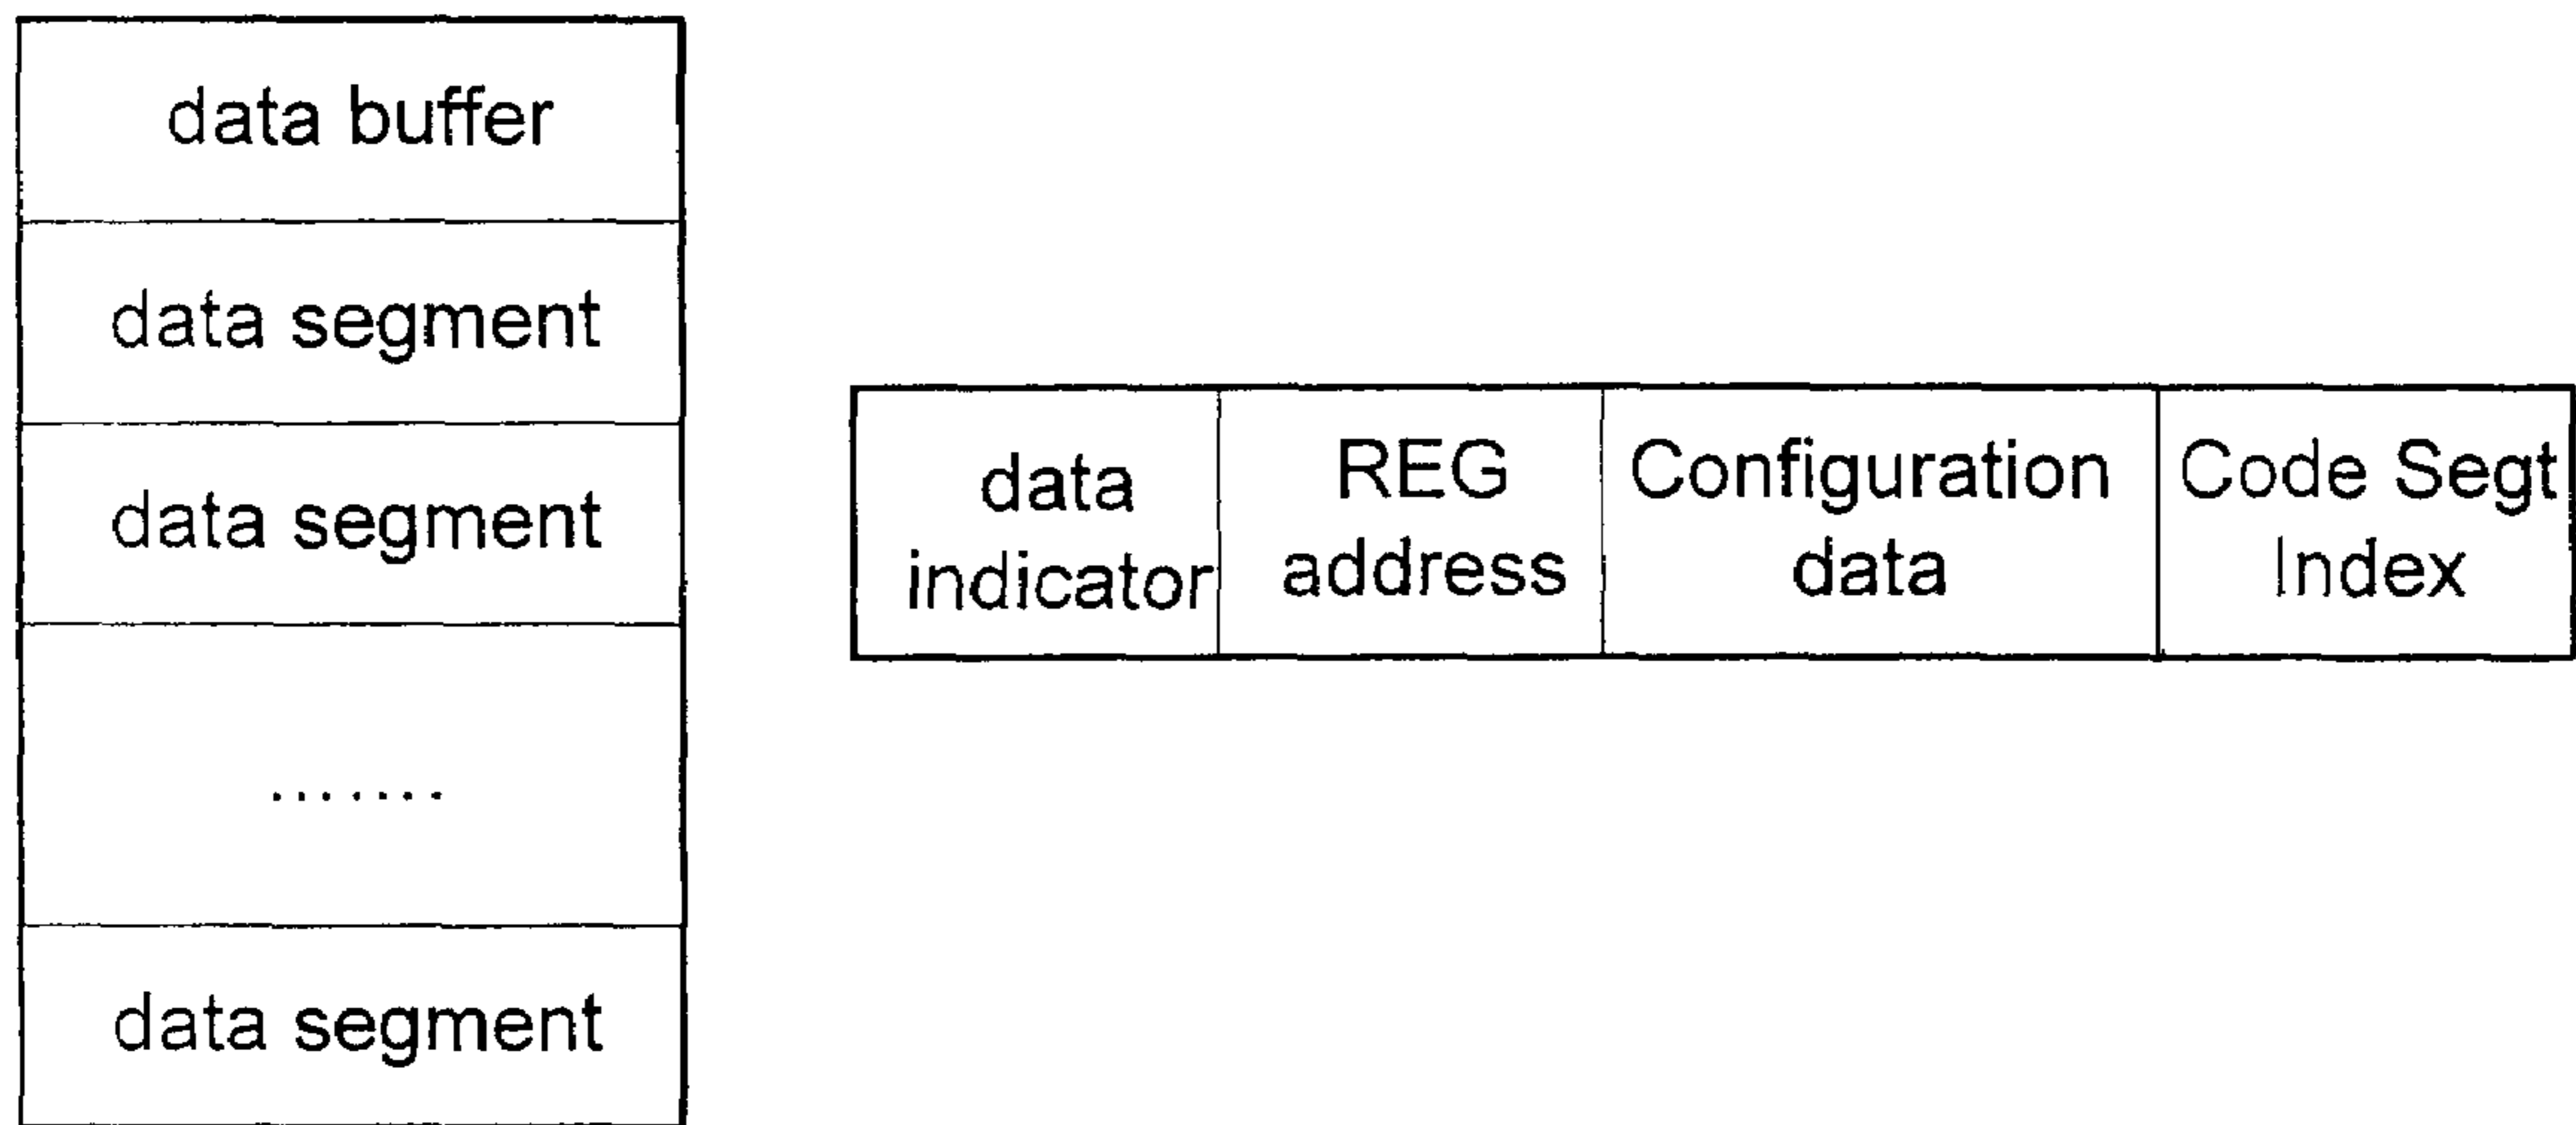 data buffer
data segment
data segment
.......
data segment
data
indicator
REG
address
Configuration
data
Code Segt
Index